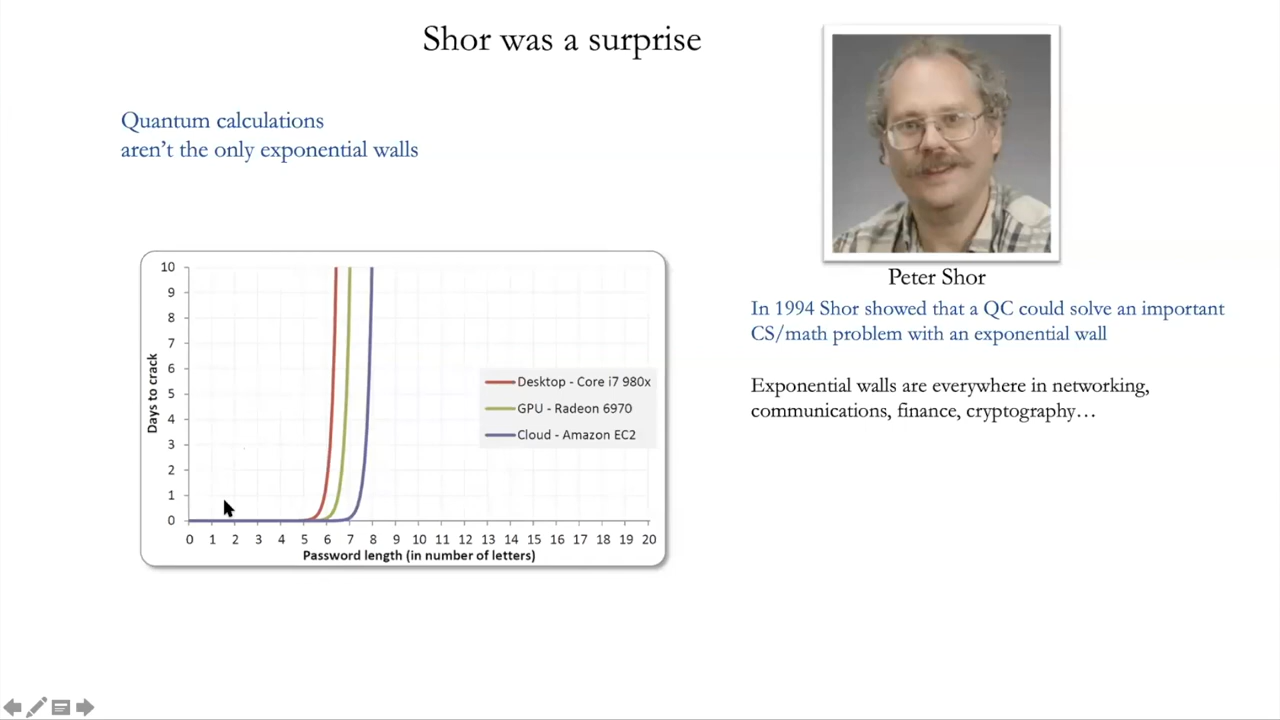 Shor was a surprise
Quantum calculations
aren't the only exponential walls
10
9
8
7
6
5
4
3
2
1
0
Days to crack
0 1 2 3 4 5 6 7 8 9 10 11 12 13 14 15 16 17 18 19 20
Password length (in number of letters)
Desktop - Core i7 980x
GPU - Radeon 6970
Cloud - Amazon EC2
Peter Shor
In 1994 Shor showed that a QC could solve an important
CS/math problem with an exponential wall
Exponential walls are everywhere in networking,
communications, finance, cryptography…